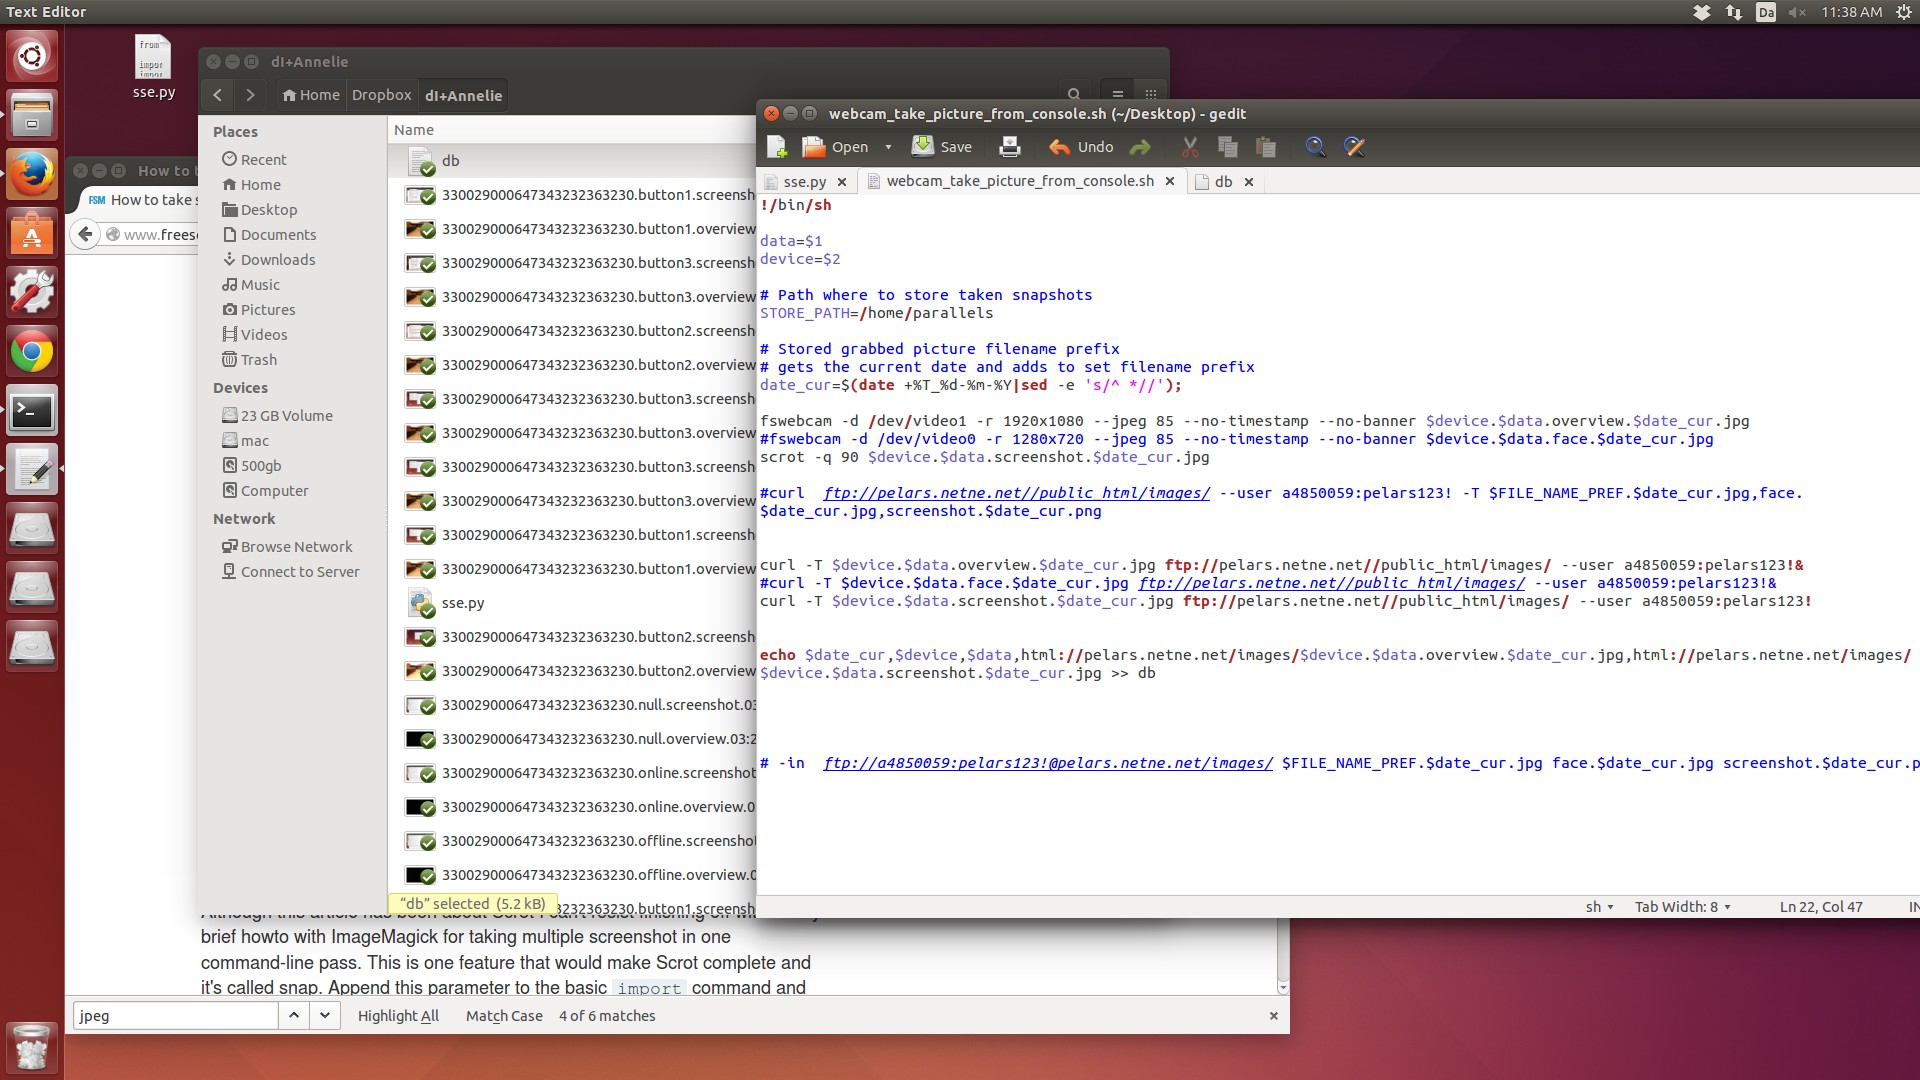 Text Editor
Da
11:38 AM
from
impor
sse.py
dI+Annelie
Home
Dropbox
dI+Annelie
Places
Recent
Home
Desktop
Documents
Downloads
Music
Pictures
Videos
Trash
Devices
23 GB Volume
mac
500gb
Computer
Network
Browse Network
Connect to Server
Name
db
330029000647343232363230.button1.screensh
330029000647343232363230.button1.overview
330029000647343232363230.button3.screensh
330029000647343232363230.button3.overview
330029000647343232363230.button2.screensh
330029000647343232363230.button2.overview
330029000647343232363230.button3.screensh
330029000647343232363230.button3.overview
330029000647343232363230.button3.screensh
330029000647343232363230.button3.overview
330029000647343232363230.button1.screensh
330029000647343232363230.button1.overview
sse.py
330029000647343232363230.button2.screensh
330029000647343232363230.button2.overview
330029000647343232363230.null.screenshot.03
330029000647343232363230.null.overview.03:2
330029000647343232363230.online.screenshot
330029000647343232363230.online.overview.0
330029000647343232363230.offline.screenshot
330029000647343232363230.offline.overview.0
32363230.button1.screensh
"db" selected (5.2 kB)
How to t
FSM How to take s
www.freeso
webcam_take_picture_from_console.sh (~/Desktop) - gedit
Open
Save
Undo
sse.py
webcam_take_picture_from_console.sh
db
!/bin/sh
data=$1
device=$2
# Path where to store taken snapshots
STORE_PATH=/home/parallels
# Stored grabbed picture filename prefix
# gets the current date and adds to set filename prefix
date_cur=$(date +%T_%d-%m-%Y|sed -e 's/^ *//');
fswebcam -d /dev/video1 -r 1920x1080 --jpeg 85 --no-timestamp --no-banner $device.$data.overview.$date_cur.jpg
#fswebcam -d /dev/video0 -r 1280x720 --jpeg 85 --no-timestamp --no-banner $device.$data.face.$date_cur.jpg
scrot -q 90 $device.$data.screenshot.$date_cur.jpg
#curl  ftp://pelars.netne.net//public_html/images/ --user a4850059:pelars123! -T $FILE_NAME_PREF.$date_cur.jpg,face.
$date_cur.jpg,screenshot.$date_cur.png
curl -T $device.$data.overview.$date_cur.jpg ftp://pelars.netne.net//public_html/images/ --user a4850059:pelars123!&
#curl -T $device.$data.face.$date_cur.jpg ftp://pelars.netne.net//public_html/images/ --user a4850059:pelars123!&
curl -T $device.$data.screenshot.$date_cur.jpg ftp://pelars.netne.net//public_html/images/ --user a4850059:pelars123!
echo $date_cur,$device,$data,html://pelars.netne.net/images/$device.$data.overview.$date_cur.jpg,html://pelars.netne.net/images/
$device.$data.screenshot.$date_cur.jpg >> db
# -in  ftp://a4850059:pelars123!@pelars.netne.net/images/ $FILE_NAME_PREF.$date_cur.jpg face.$date_cur.jpg screenshot.$date_cur.p
sh
Tab Width: 8
Ln 22, Col 47
IN
brief howto with ImageMagick for taking multiple screenshot in one
command-line pass. This is one feature that would make Scrot complete and
it's called snap. Append this parameter to the basic import command and
jpeg
Highlight All
Match Case
4 of 6 matches